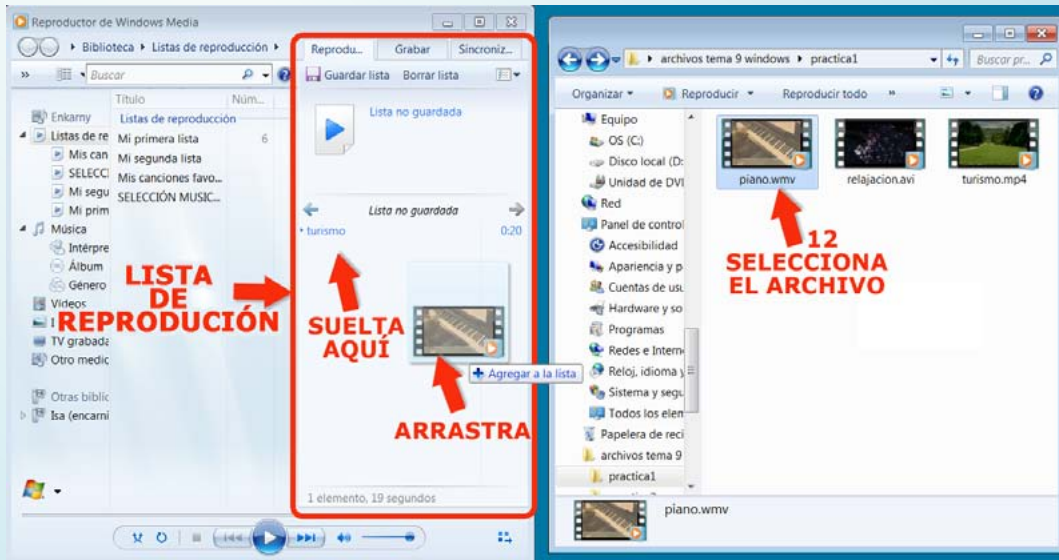 Reproductor de Windows Media
Biblioteca ▸ Listas de reproducción ▸
» Buscar
Título Núm...
Enkarny
Listas de re
Mis can
SELECC
Mi segu
Mi prim
Música
Intérpre
Álbum
Género
Vídeos
TV grabada
Otro medic
Otras biblic
Isa (encarni
Listas de reproducción
Mi primera lista 6
Mi segunda lista
Mis canciones favo...
SELECCIÓN MUSIC...
LISTA
DE
REPRODUCIÓN
Reprodu... Grabar Sincroniz...
Guardar lista Borrar lista
Lista no guardada
Lista no guardada
turismo 0:20
SUELTA
AQUÍ
Agregar a la lista
ARRASTRA
1 elemento, 19 segundos
archivos tema 9 windows ▸ practica1
Buscar pr...
Organizar Reproducir Reproducir todo »
Equipo
OS (C:)
Disco local (D:
Unidad de DVI
Red
Panel de control
Accesibilidad
Apariencia y p
Cuentas de usu
Hardware y so
Programas
Redes e Intern
Reloj, idioma y
Sistema y segu
Todos los elen
Papelera de reci
archivos tema 9
practica1
piano.wmv relajacion.avi turismo.mp4
12
SELECCIONA
EL ARCHIVO
piano.wmv